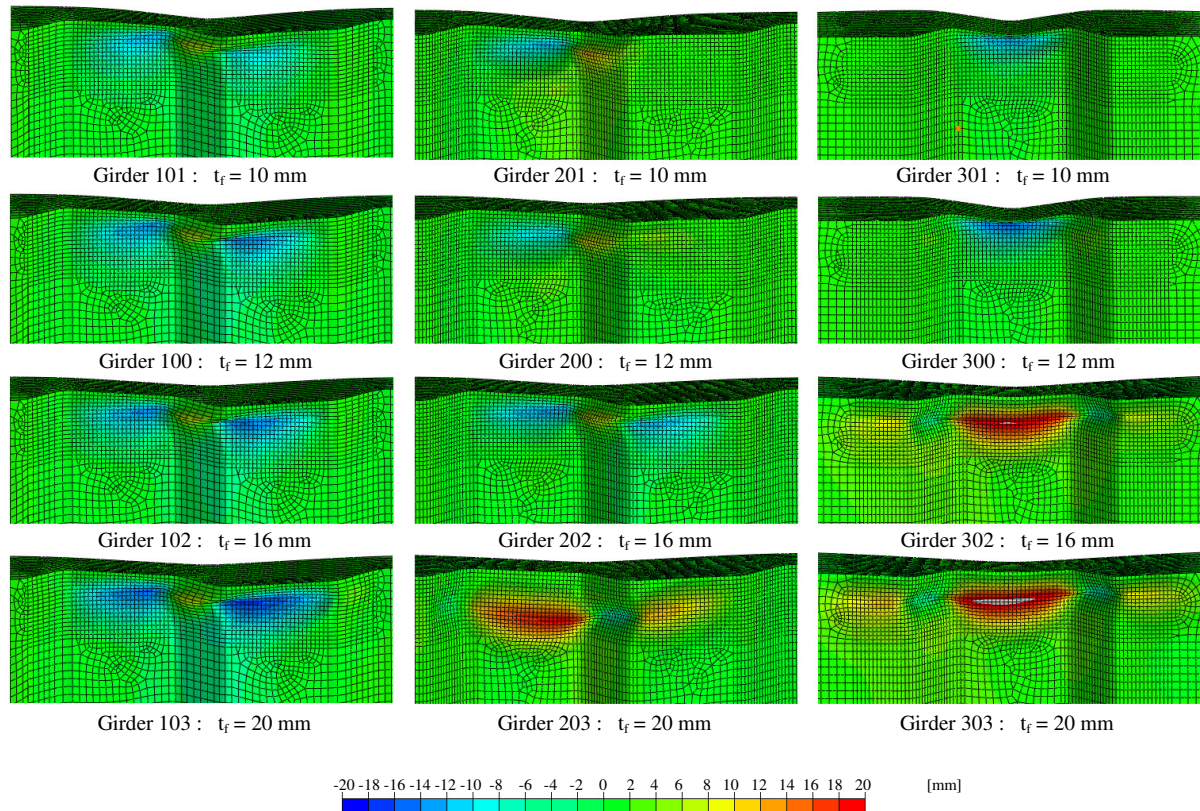 Girder 101 : t_f = 10 mm
Girder 201 : t_f = 10 mm
Girder 301 : t_f = 10 mm
Girder 100 : t_f = 12 mm
Girder 200 : t_f = 12 mm
Girder 300 : t_f = 12 mm
Girder 102 : t_f = 16 mm
Girder 202 : t_f = 16 mm
Girder 302 : t_f = 16 mm
Girder 103 : t_f = 20 mm
Girder 203 : t_f = 20 mm
Girder 303 : t_f = 20 mm
-20 -18 -16 -14 -12 -10 -8 -6 -4 -2 0 2 4 6 8 10 12 14 16 18 20 [mm]